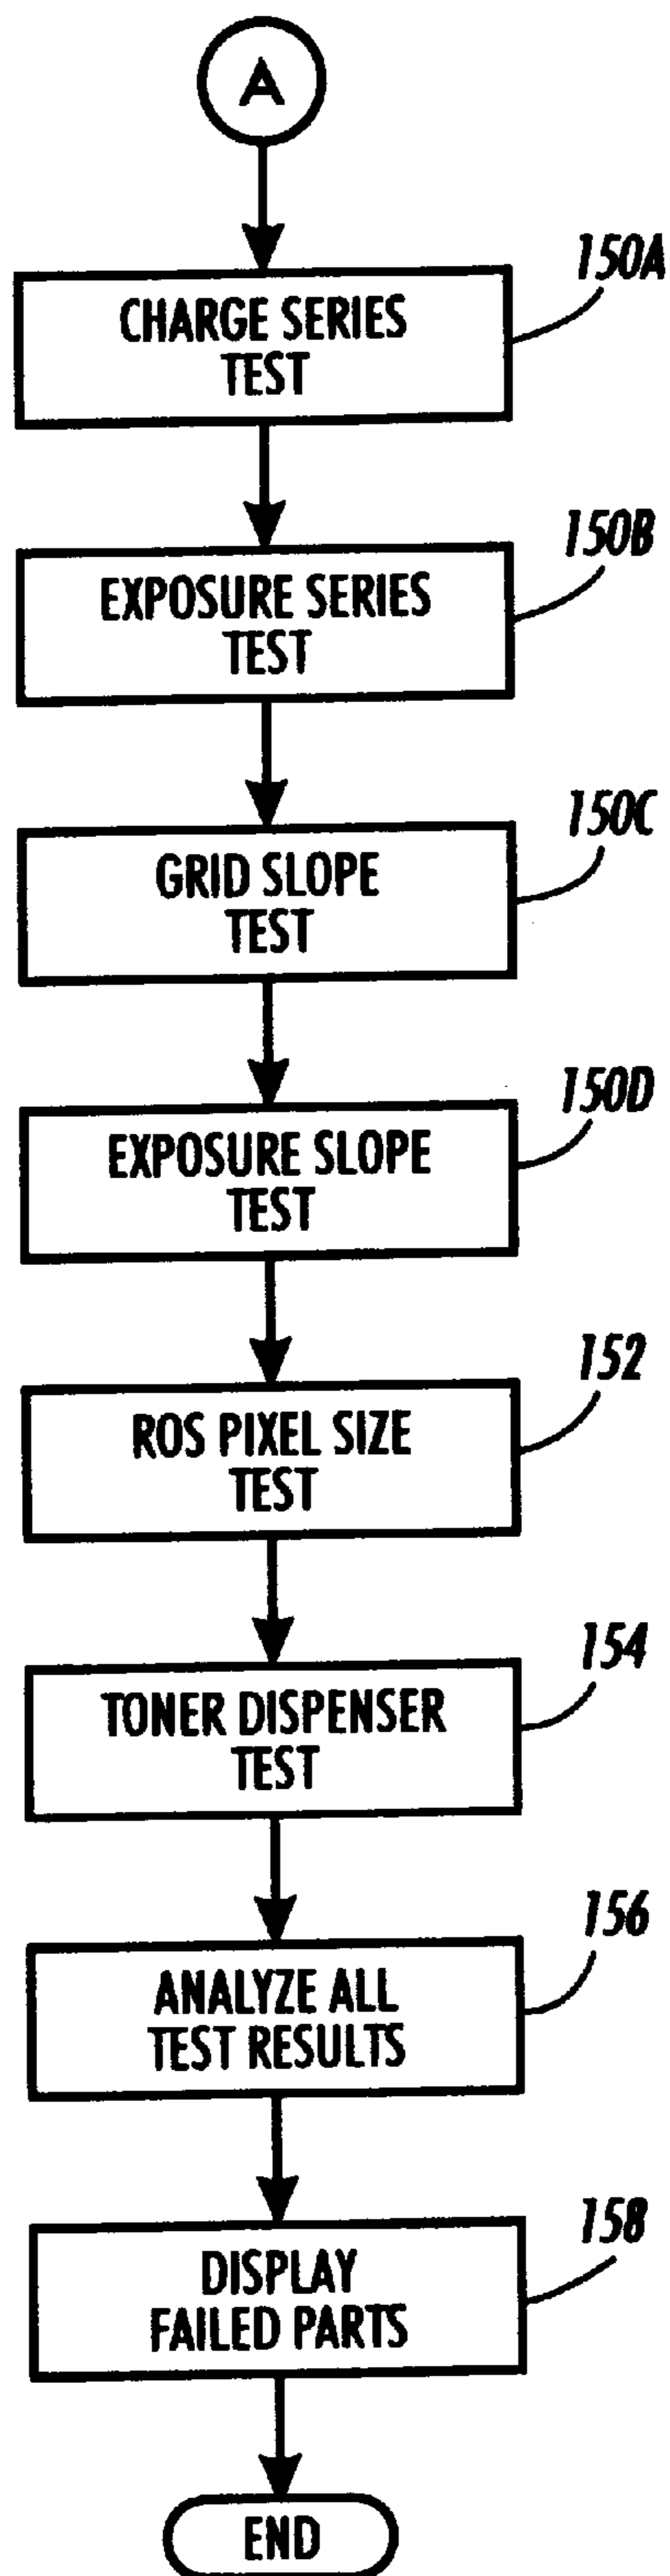 A
150A
CHARGE SERIES
TEST
150B
EXPOSURE SERIES
TEST
150C
GRID SLOPE
TEST
150D
EXPOSURE SLOPE
TEST
152
ROS PIXEL SIZE
TEST
154
TONER DISPENSER
TEST
156
ANALYZE ALL
TEST RESULTS
158
DISPLAY
FAILED PARTS
END